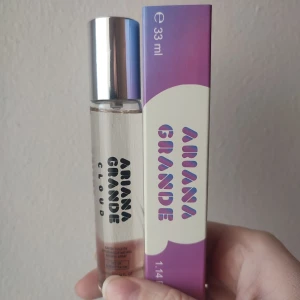 ARIANA
GRANDE
CLOUD
℮ 33 ml
ARIANA
GRANDE
1.14